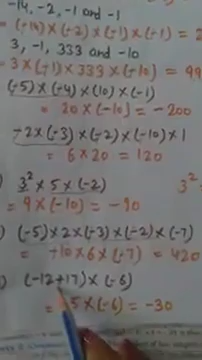 -14, -2, -1 and -1
= (-14) × (-2) × (-1) × (-1) = 2
3, -1, 333 and -10
= 3 × (-1) × 333 × (-10) = 99
(-5) × (-4) × (10) × (-1)
= 20 × (-10) = -200
-2 × (-3) × (-2) × (-10) × 1
= 6 × 20 = 120
3² × 5 × (-2) 3² =
= 9 × (-10) = -90
(-5) × 2 × (-3) × (-2) × (-7)
= -10 × 6 × (-7) = 420
(-12+17) × (-6)
= 5 × (-6) = -30